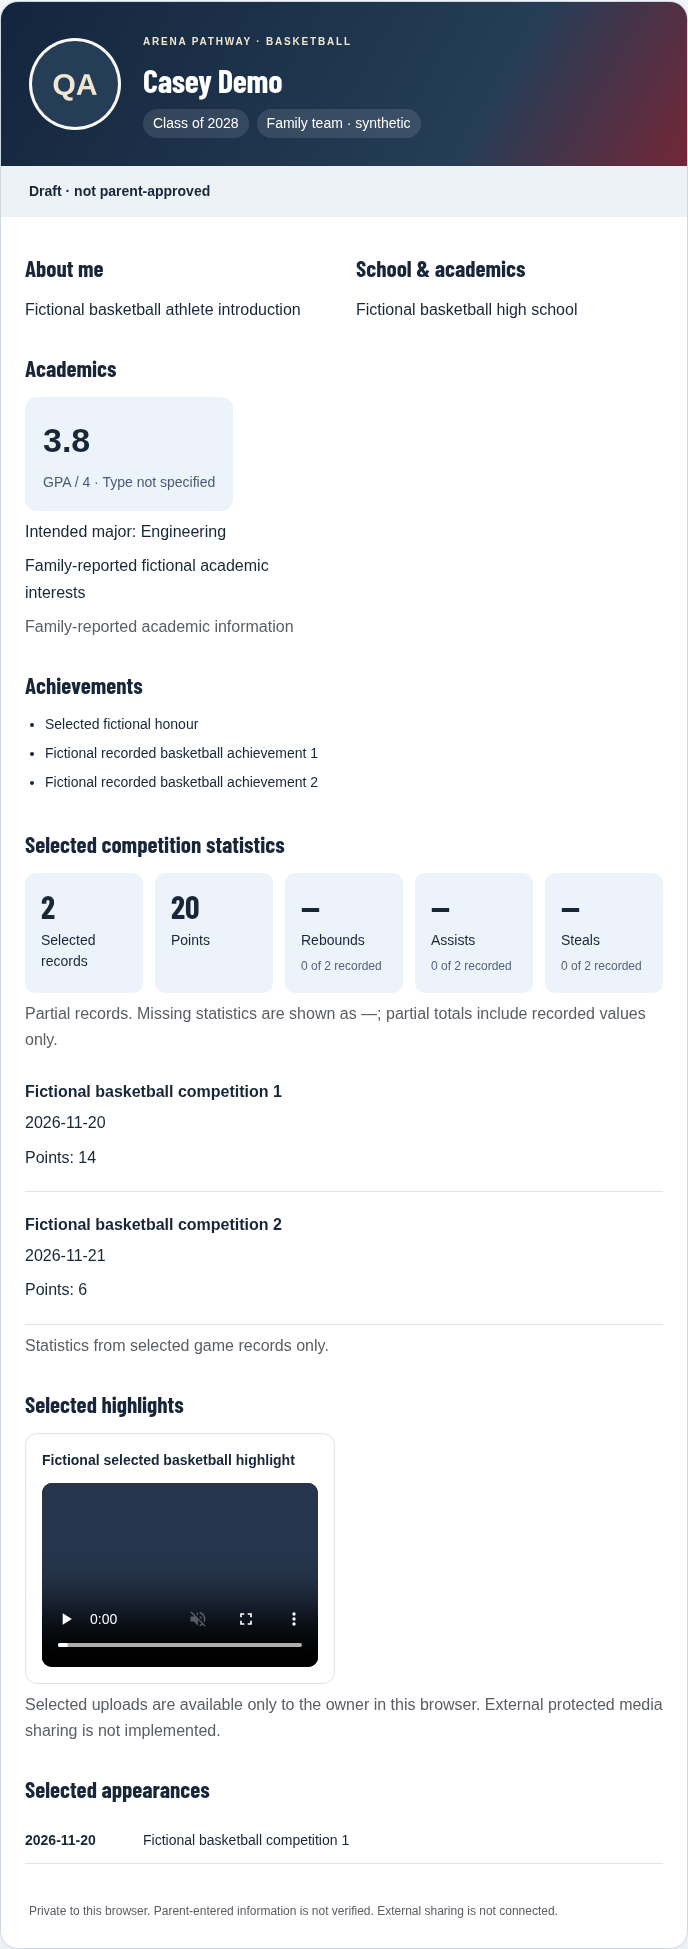 QA
ARENA PATHWAY · BASKETBALL
Casey Demo
Class of 2028
Family team · synthetic
Draft · not parent-approved
About me
Fictional basketball athlete introduction
School & academics
Fictional basketball high school
Academics
3.8
GPA / 4 · Type not specified
Intended major: Engineering
Family-reported fictional academic
interests
Family-reported academic information
Achievements
• Selected fictional honour
• Fictional recorded basketball achievement 1
• Fictional recorded basketball achievement 2
Selected competition statistics
2
Selected
records
20
Points
—
Rebounds
0 of 2 recorded
—
Assists
0 of 2 recorded
—
Steals
0 of 2 recorded
Partial records. Missing statistics are shown as —; partial totals include recorded values
only.
Fictional basketball competition 1
2026-11-20
Points: 14
Fictional basketball competition 2
2026-11-21
Points: 6
Statistics from selected game records only.
Selected highlights
Fictional selected basketball highlight
0:00
Selected uploads are available only to the owner in this browser. External protected media
sharing is not implemented.
Selected appearances
2026-11-20 Fictional basketball competition 1
Private to this browser. Parent-entered information is not verified. External sharing is not connected.